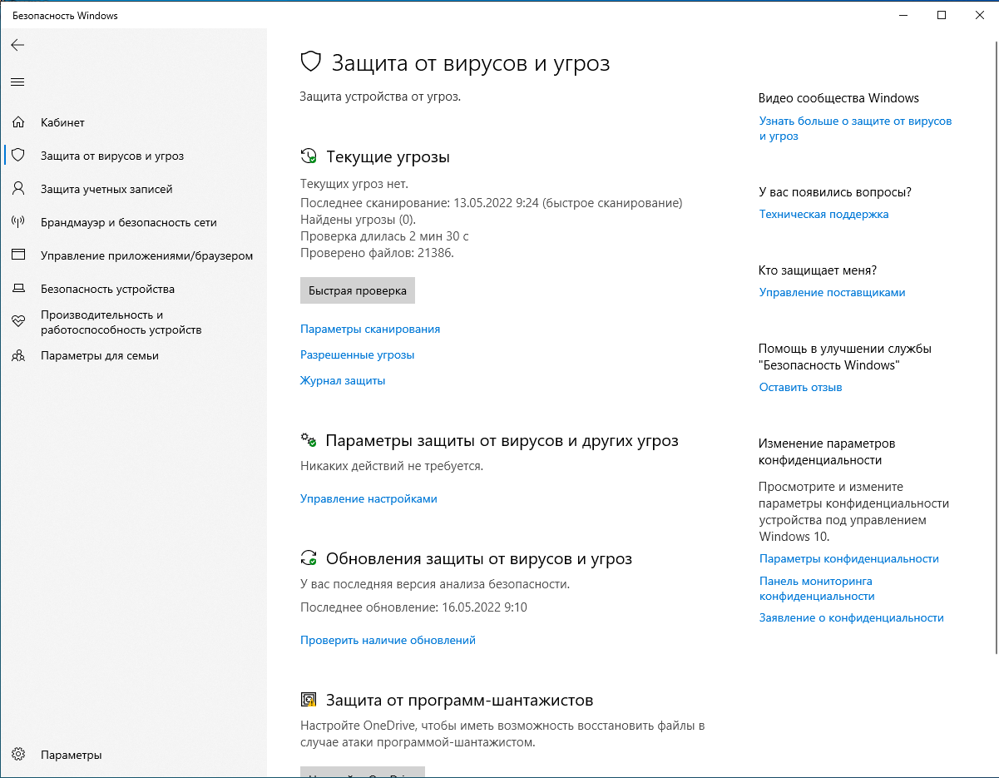 Безопасность Windows
Кабинет
Защита от вирусов и угроз
Защита учетных записей
Брандмауэр и безопасность сети
Управление приложениями/браузером
Безопасность устройства
Производительность и
работоспособность устройств
Параметры для семьи
Параметры
Защита от вирусов и угроз
Защита устройства от угроз.
Текущие угрозы
Текущих угроз нет.
Последнее сканирование: 13.05.2022 9:24 (быстрое сканирование)
Найдены угрозы (0).
Проверка длилась 2 мин 30 с
Проверено файлов: 21386.
Быстрая проверка
Параметры сканирования
Разрешенные угрозы
Журнал защиты
Параметры защиты от вирусов и других угроз
Никаких действий не требуется.
Управление настройками
Обновления защиты от вирусов и угроз
У вас последняя версия анализа безопасности.
Последнее обновление: 16.05.2022 9:10
Проверить наличие обновлений
Защита от программ-шантажистов
Настройте OneDrive, чтобы иметь возможность восстановить файлы в
случае атаки программой-шантажистом.
Видео сообщества Windows
Узнать больше о защите от вирусов
и угроз
У вас появились вопросы?
Техническая поддержка
Кто защищает меня?
Управление поставщиками
Помощь в улучшении службы
"Безопасность Windows"
Оставить отзыв
Изменение параметров
конфиденциальности
Просмотрите и измените
параметры конфиденциальности
устройства под управлением
Windows 10.
Параметры конфиденциальности
Панель мониторинга
конфиденциальности
Заявление о конфиденциальности